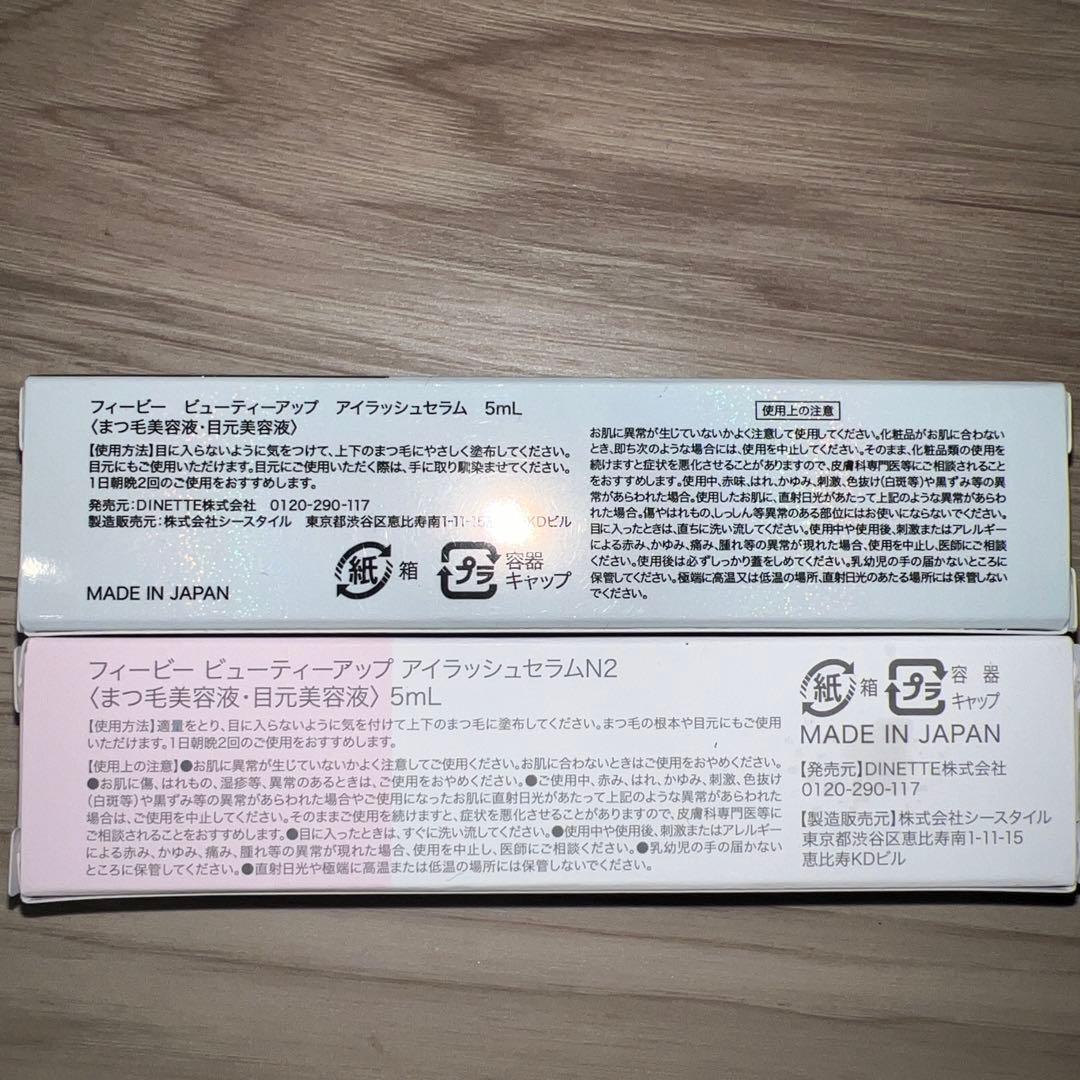 フィービー ビューティーアップ アイラッシュセラム 5mL
〈まつ毛美容液・目元美容液〉
【使用方法】目に入らないように気をつけて、上下のまつ毛にやさしく塗布してください。
目元にもご使用いただけます。目元にご使用いただく際は、手に取り馴染ませてください。
1日朝晩2回のご使用をおすすめします。
発売元：DINETTE株式会社 0120-290-117
製造販売元：株式会社シースタイル 東京都渋谷区恵比寿南1-11-15 KDビル
紙 箱
プラ 容器
キャップ
MADE IN JAPAN
使用上の注意
お肌に異常が生じていないかよく注意して使用してください。化粧品がお肌に合わない
とき、即ち次のような場合には、使用を中止してください。そのまま、化粧品類の使用を
続けますと症状を悪化させることがありますので、皮膚科専門医等にご相談されること
をおすすめします。使用中、赤味、はれ、かゆみ、刺激、色抜け(白斑等)や黒ずみ等の異
常があらわれた場合。使用したお肌に、直射日光があたって上記のような異常があらわ
れた場合。傷やはれもの、しっしん等異常のある部位にはお使いにならないでください。
目に入ったときは、直ちに洗い流してください。使用中や使用後、刺激またはアレルギー
による赤み、かゆみ、痛み、腫れ等の異常が現れた場合、使用を中止し、医師にご相談
ください。使用後は必ずしっかり蓋をしめてください。乳幼児の手の届かないところに
保管してください。極端に高温又は低温の場所、直射日光のあたる場所には保管しない
でください。
フィービー ビューティーアップ アイラッシュセラムN2
〈まつ毛美容液・目元美容液〉 5mL
【使用方法】適量をとり、目に入らないように気を付けて上下のまつ毛に塗布してください。まつ毛の根本や目元にもご使用
いただけます。1日朝晩2回のご使用をおすすめします。
【使用上の注意】●お肌に異常が生じていないかよく注意してご使用ください。お肌に合わないときはご使用をおやめください。
●お肌に傷、はれもの、湿疹等、異常のあるときは、ご使用をおやめください。●ご使用中、赤み、はれ、かゆみ、刺激、色抜け
(白斑等)や黒ずみ等の異常があらわれた場合やご使用になったお肌に直射日光があたって上記のような異常があらわれた
場合は、ご使用を中止してください。そのままご使用を続けますと、症状を悪化させることがありますので、皮膚科専門医等に
ご相談されることをおすすめします。●目に入ったときは、すぐに洗い流してください。●使用中や使用後、刺激またはアレルギー
による赤み、かゆみ、痛み、腫れ等の異常が現れた場合、使用を中止し、医師にご相談ください。●乳幼児の手の届かない
ところに保管してください。●直射日光や極端に高温または低温の場所には保管しないでください。
紙 箱
プラ 容器
キャップ
MADE IN JAPAN
【発売元】DINETTE株式会社
0120-290-117
【製造販売元】株式会社シースタイル
東京都渋谷区恵比寿南1-11-15
恵比寿KDビル